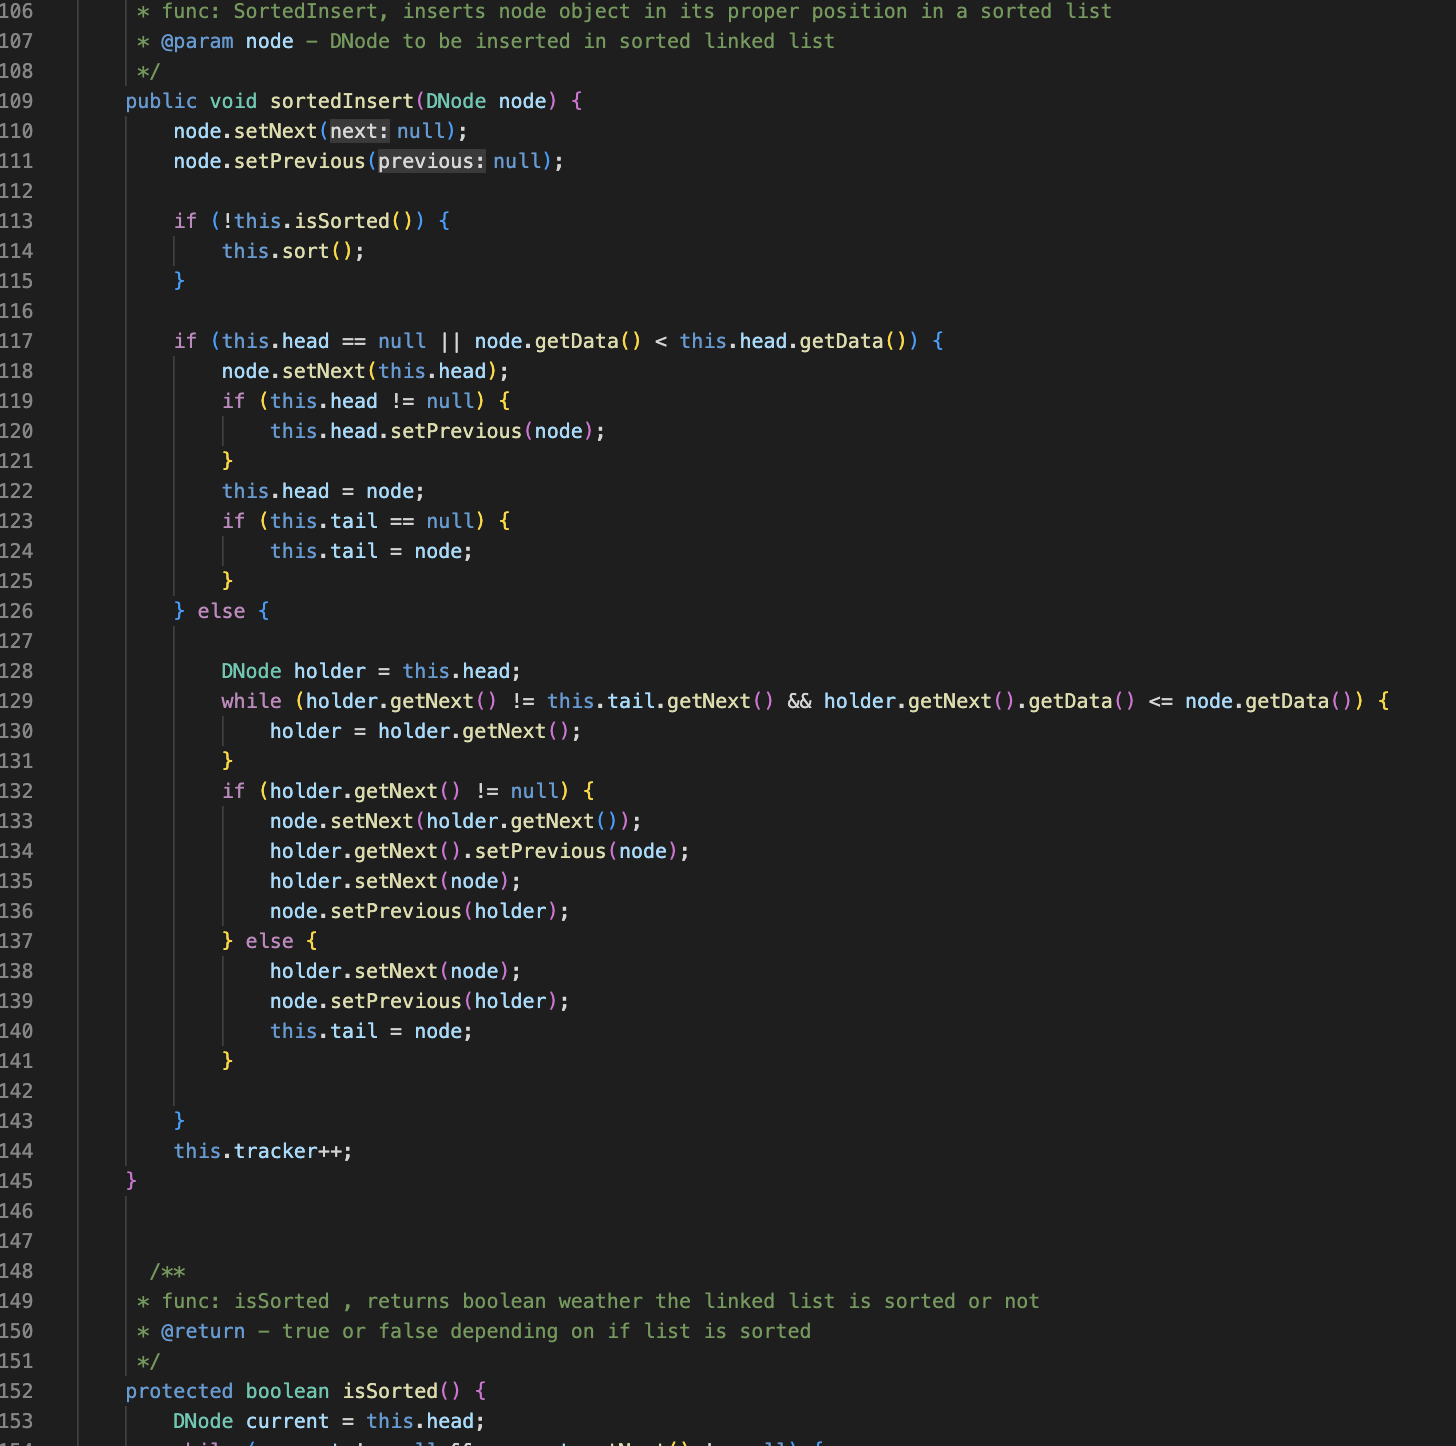 106 * func: SortedInsert, inserts node object in its proper position in a sorted list
107 * @param node – DNode to be inserted in sorted linked list
108 */
109 public void sortedInsert(DNode node) {
110 node.setNext(next: null);
111 node.setPrevious(previous: null);
112
113 if (!this.isSorted()) {
114 this.sort();
115 }
116
117 if (this.head == null || node.getData() < this.head.getData()) {
118 node.setNext(this.head);
119 if (this.head != null) {
120 this.head.setPrevious(node);
121 }
122 this.head = node;
123 if (this.tail == null) {
124 this.tail = node;
125 }
126 } else {
127
128 DNode holder = this.head;
129 while (holder.getNext() != this.tail.getNext() && holder.getNext().getData() <= node.getData()) {
130 holder = holder.getNext();
131 }
132 if (holder.getNext() != null) {
133 node.setNext(holder.getNext());
134 holder.getNext().setPrevious(node);
135 holder.setNext(node);
136 node.setPrevious(holder);
137 } else {
138 holder.setNext(node);
139 node.setPrevious(holder);
140 this.tail = node;
141 }
142
143 }
144 this.tracker++;
145 }
146
147
148 /**
149 * func: isSorted , returns boolean weather the linked list is sorted or not
150 * @return – true or false depending on if list is sorted
151 */
152 protected boolean isSorted() {
153 DNode current = this.head;